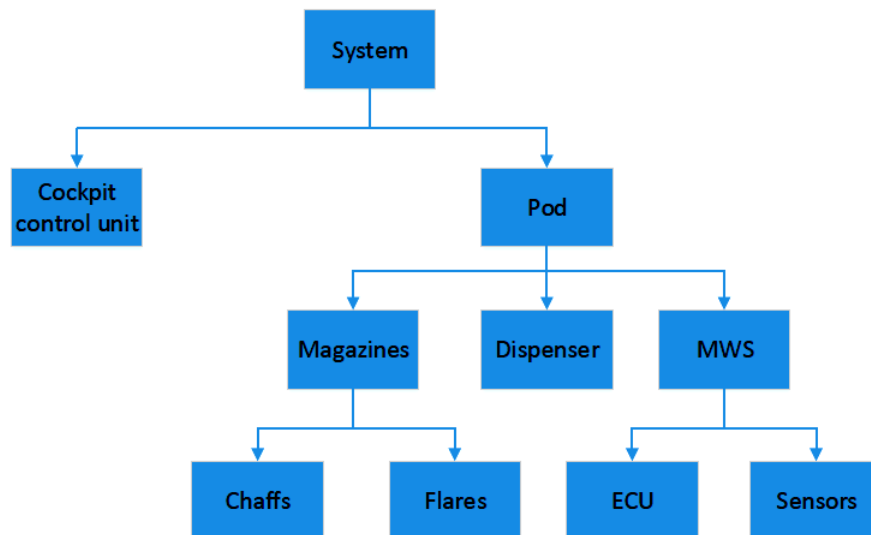 System
Cockpit
control unit
Pod
Magazines
Dispenser
MWS
Chaffs
Flares
ECU
Sensors